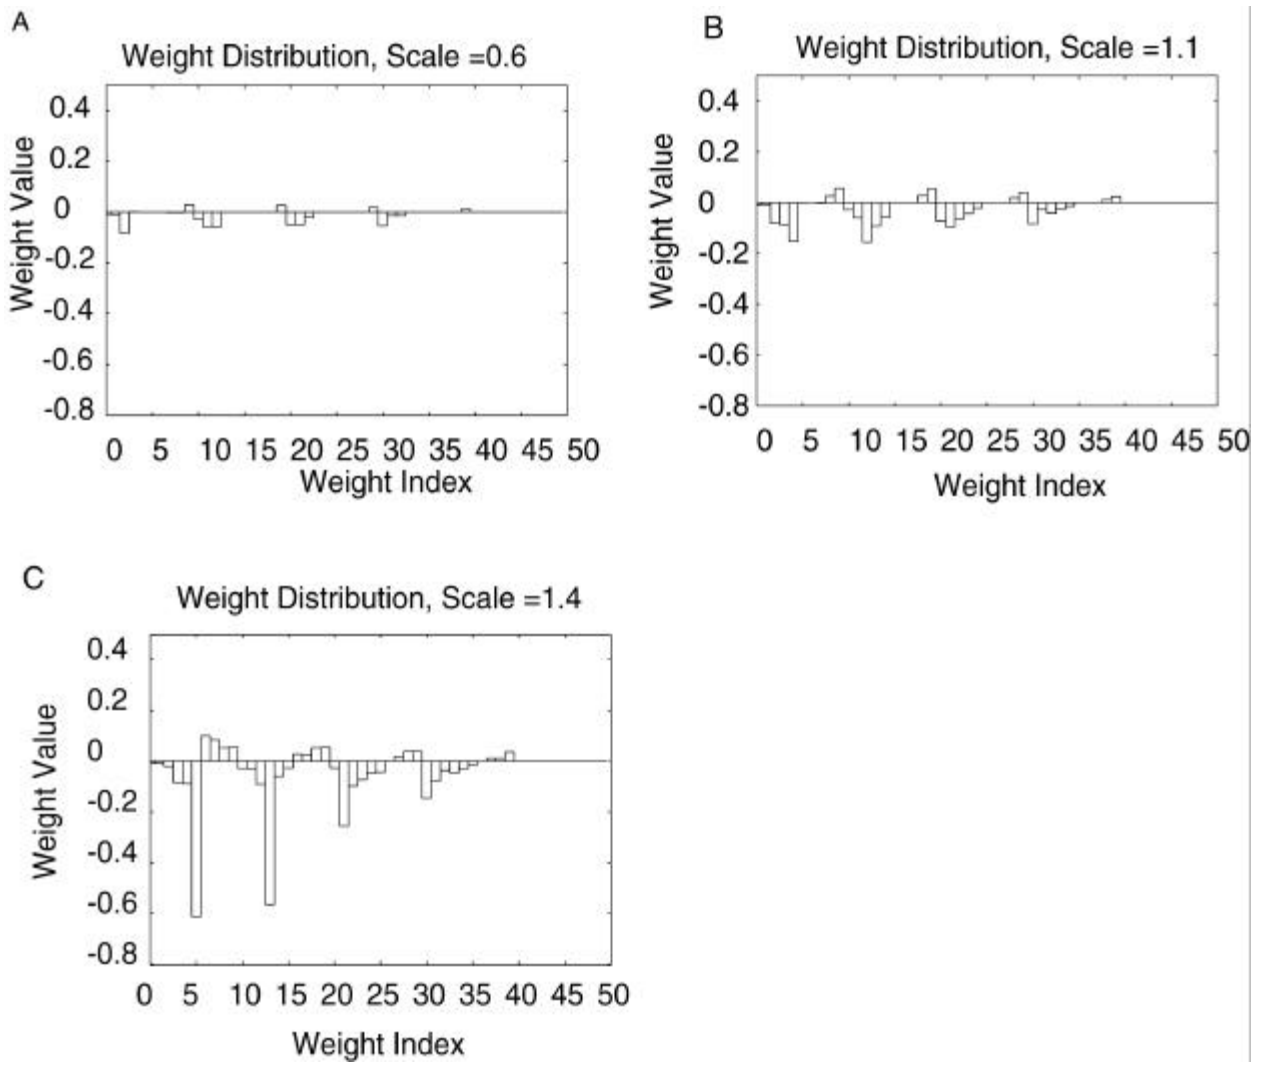 A
Weight Distribution, Scale =0.6
0.4
0.2
0
-0.2
-0.4
-0.6
-0.8
Weight Value
0 5 10 15 20 25 30 35 40 45 50
Weight Index
B
Weight Distribution, Scale =1.1
0.4
0.2
0
-0.2
-0.4
-0.6
-0.8
Weight Value
0 5 10 15 20 25 30 35 40 45 50
Weight Index
C
Weight Distribution, Scale =1.4
0.4
0.2
0
-0.2
-0.4
-0.6
-0.8
Weight Value
0 5 10 15 20 25 30 35 40 45 50
Weight Index